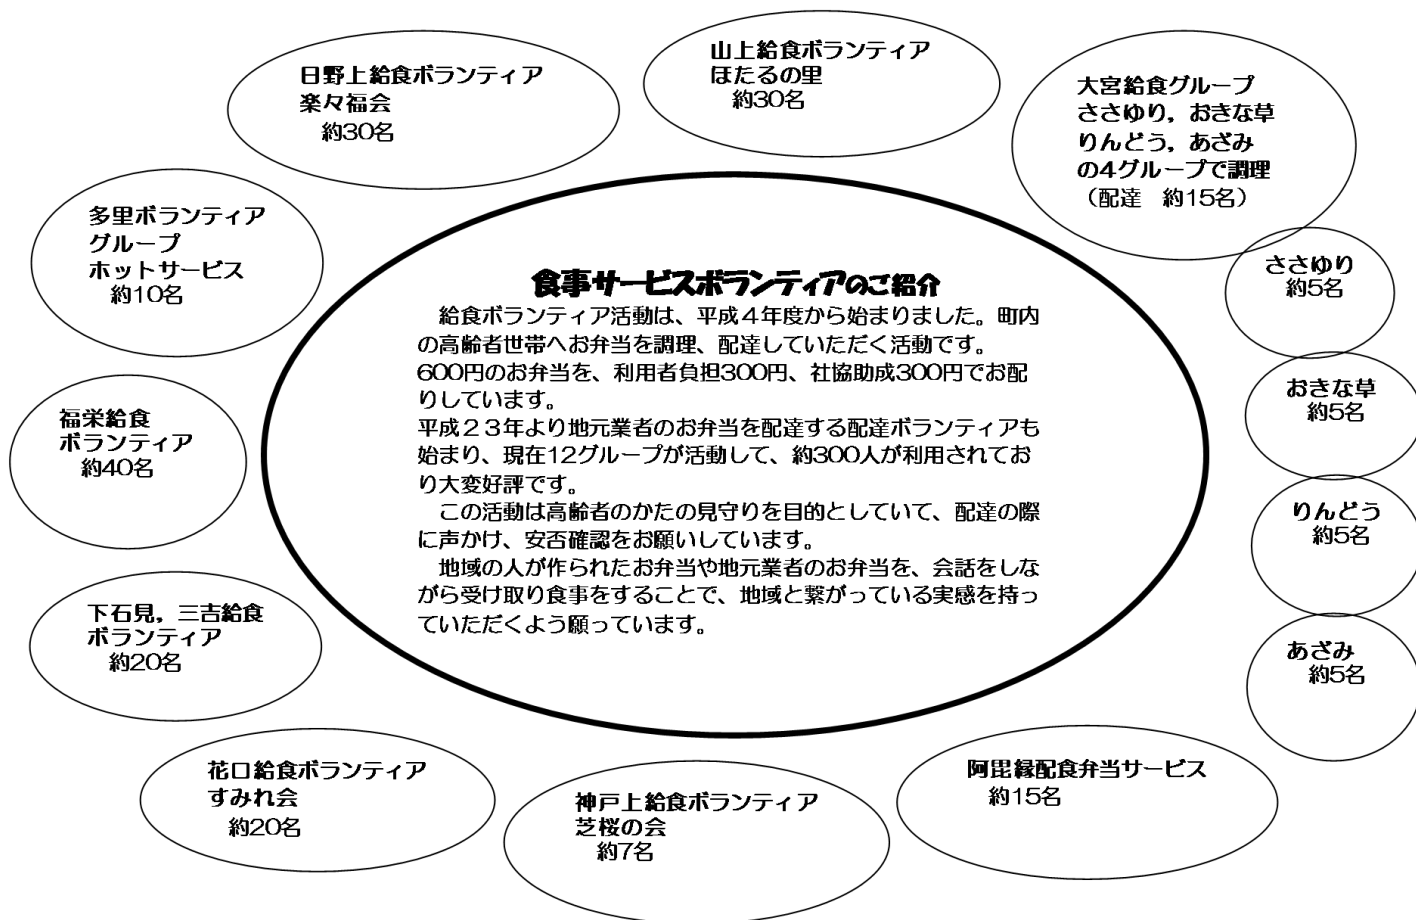 日野上給食ボランティア
楽々福会
約30名
山上給食ボランティア
ほたるの里
約30名
大宮給食グループ
ささゆり，おきな草
りんどう，あざみ
の4グループで調理
（配達　約15名）
多里ボランティア
グループ
ホットサービス
約10名
ささゆり
約5名
食事サービスボランティアのご紹介
　給食ボランティア活動は、平成４年度から始まりました。町内
の高齢者世帯へお弁当を調理、配達していただく活動です。
600円のお弁当を、利用者負担300円、社協助成300円でお配
りしています。
平成２３年より地元業者のお弁当を配達する配達ボランティアも
始まり、現在12グループが活動して、約300人が利用されてお
り大変好評です。
　この活動は高齢者のかたの見守りを目的としていて、配達の際
に声かけ、安否確認をお願いしています。
　地域の人が作られたお弁当や地元業者のお弁当を、会話をしな
がら受け取り食事をすることで、地域と繋がっている実感を持っ
ていただくよう願っています。
おきな草
約5名
福栄給食
ボランティア
約40名
りんどう
約5名
下石見，三吉給食
ボランティア
約20名
あざみ
約5名
花口給食ボランティア
すみれ会
約20名
神戸上給食ボランティア
芝桜の会
約7名
阿毘縁配食弁当サービス
約15名